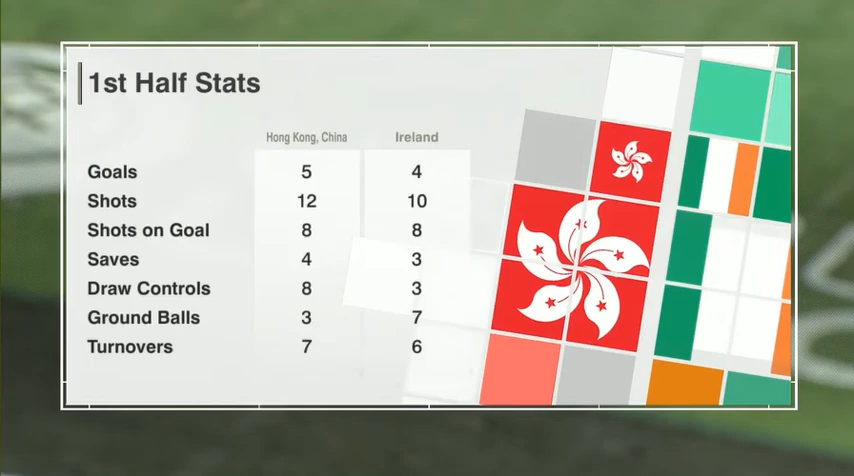 1st Half Stats
Hong Kong, China Ireland
Goals 5 4
Shots 12 10
Shots on Goal 8 8
Saves 4 3
Draw Controls 8 3
Ground Balls 3 7
Turnovers 7 6